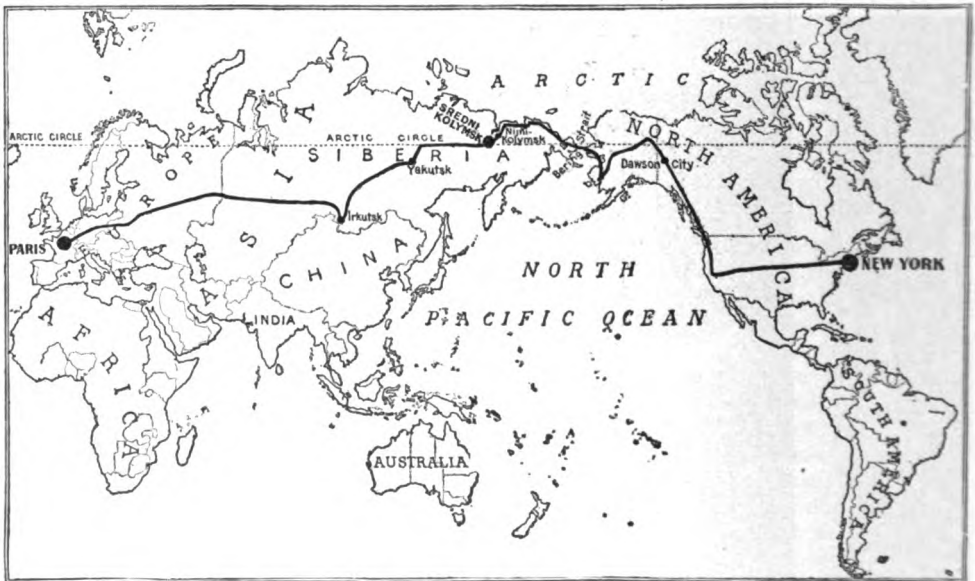 ARCTIC
ARCTIC CIRCLE
ARCTIC CIRCLE
EUROPE
ASIA
SIBERIA
SREDNI
KOLYMSK
Nijni-
Kolymsk
Yakutsk
Irkutsk
Bering Strait
NORTH AMERICA
Dawson City
PARIS
NEW YORK
CHINA
INDIA
AFRICA
NORTH
PACIFIC OCEAN
AUSTRALIA
SOUTH AMERICA